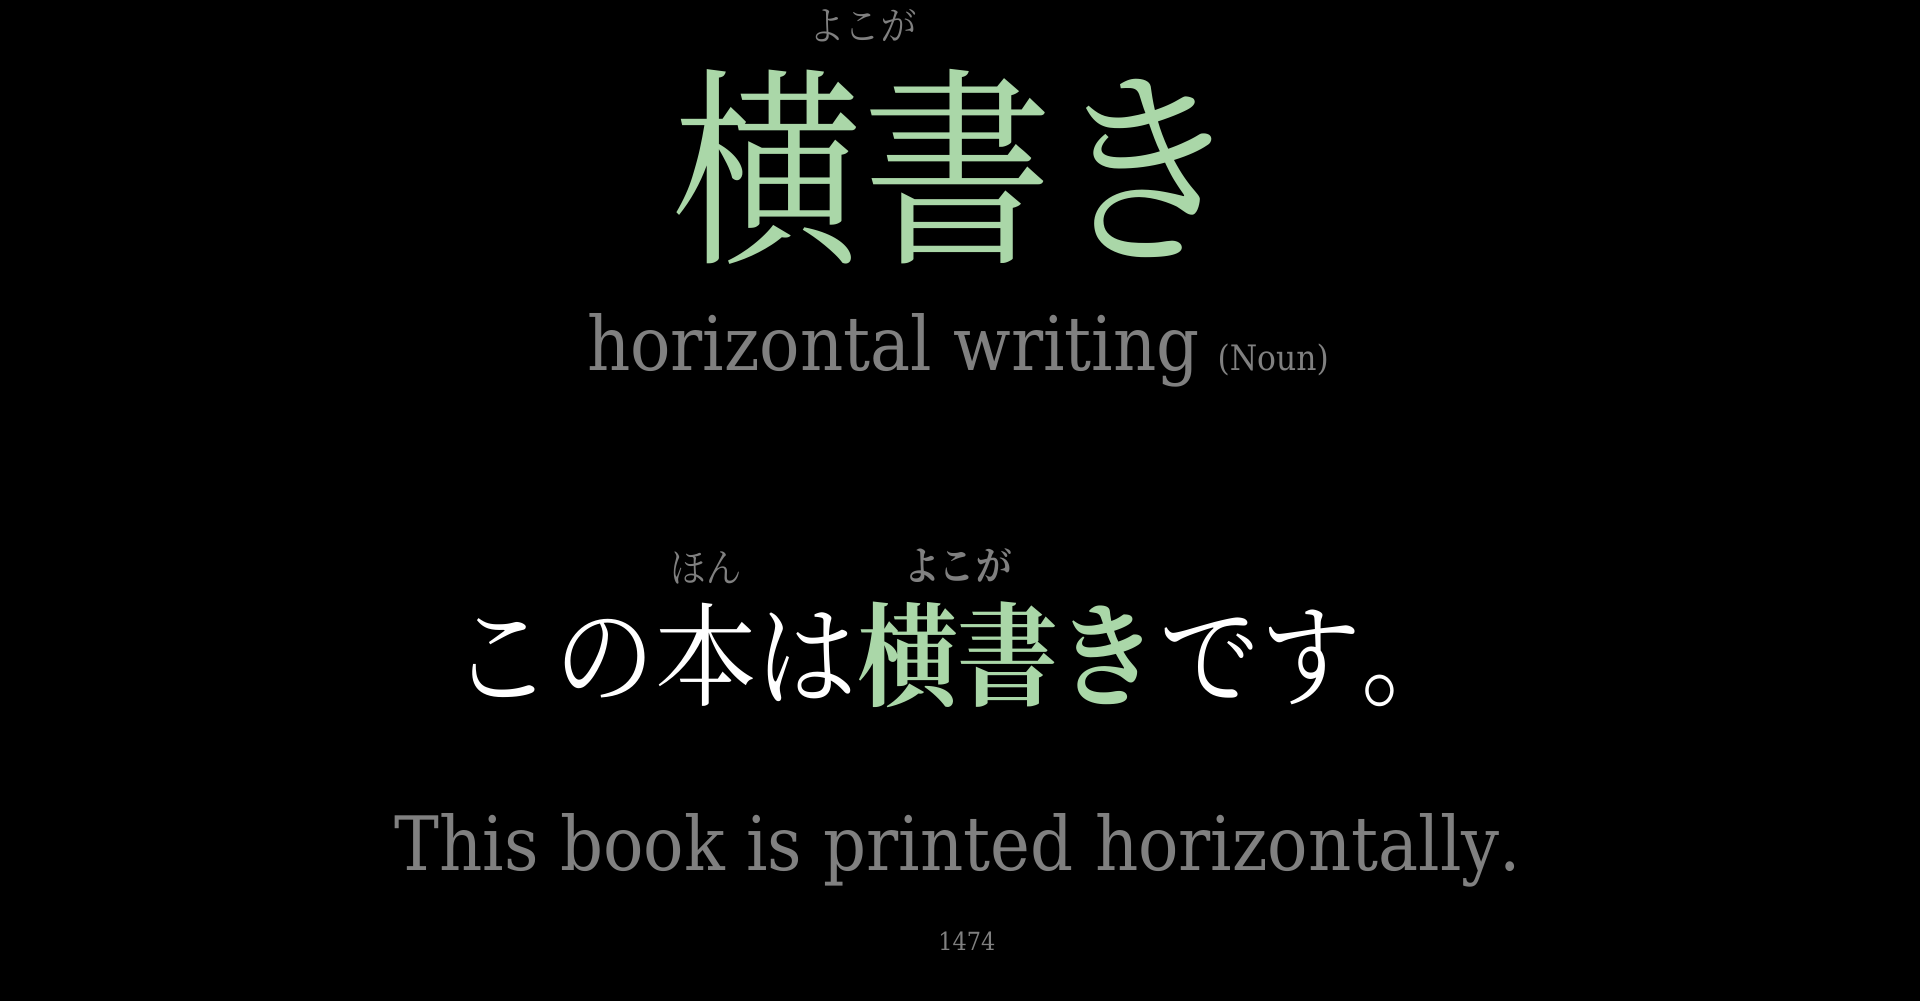 よこが
横書き
horizontal writing (Noun)
ほん よこが
この本は横書きです。
This book is printed horizontally.
1474